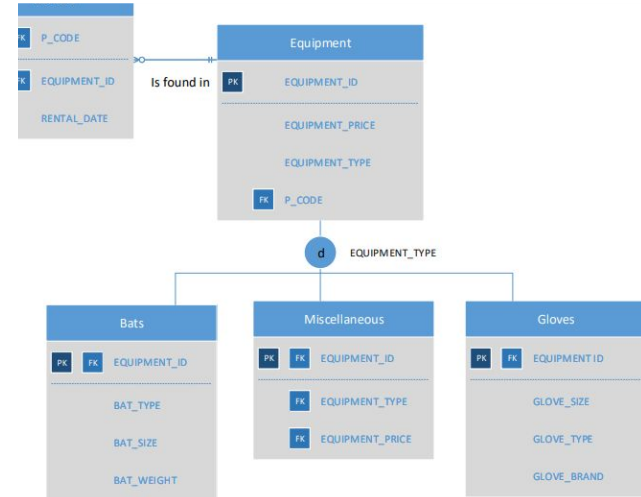 FK P_CODE
FK EQUIPMENT_ID
RENTAL_DATE
Is found in
Equipment
PK EQUIPMENT_ID
EQUIPMENT_PRICE
EQUIPMENT_TYPE
FK P_CODE
d EQUIPMENT_TYPE
Bats
PK FK EQUIPMENT_ID
BAT_TYPE
BAT_SIZE
BAT_WEIGHT
Miscellaneous
PK FK EQUIPMENT_ID
FK EQUIPMENT_TYPE
FK EQUIPMENT_PRICE
Gloves
PK FK EQUIPMENT ID
GLOVE_SIZE
GLOVE_TYPE
GLOVE_BRAND